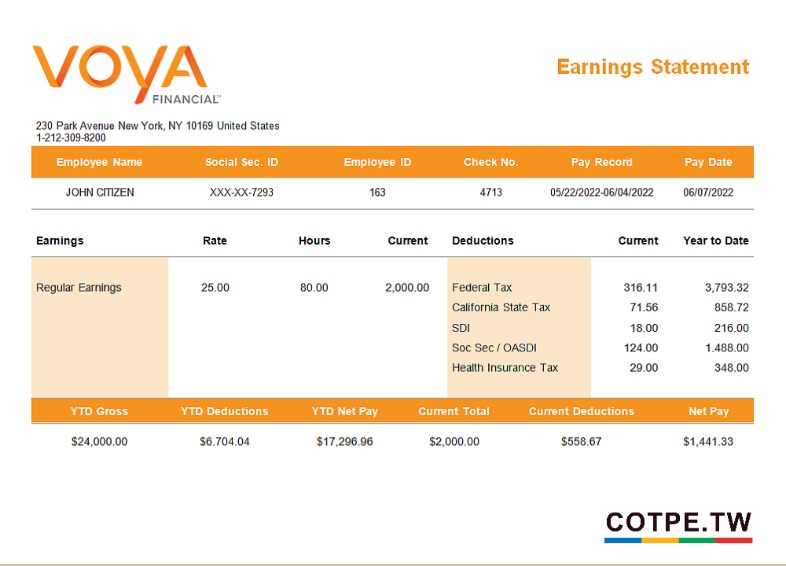 VOYA
FINANCIAL™
Earnings Statement
230 Park Avenue New York, NY 10169 United States
1-212-309-8200
Employee Name Social Sec. ID Employee ID Check No. Pay Record Pay Date
JOHN CITIZEN XXX-XX-7293 163 4713 05/22/2022-06/04/2022 06/07/2022
Earnings Rate Hours Current Deductions Current Year to Date
Regular Earnings 25.00 80.00 2,000.00 Federal Tax 316.11 3,793.32
California State Tax 71.56 858.72
SDI 18.00 216.00
Soc Sec / OASDI 124.00 1.488.00
Health Insurance Tax 29.00 348.00
YTD Gross YTD Deductions YTD Net Pay Current Total Current Deductions Net Pay
$24,000.00 $6.704.04 $17,296.96 $2,000.00 $558.67 $1,441.33
COTPE.TW